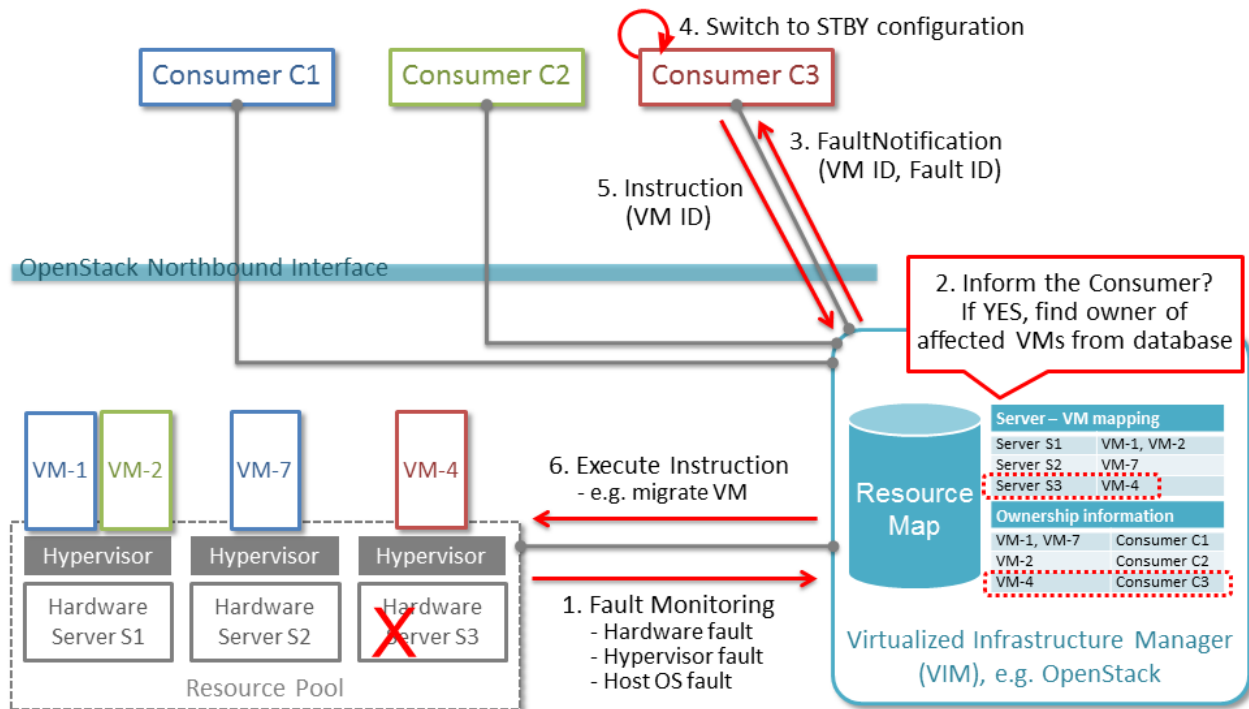 4. Switch to STBY configuration
Consumer C1
Consumer C2
Consumer C3
3. FaultNotification
(VM ID, Fault ID)
5. Instruction
(VM ID)
OpenStack Northbound Interface
2. Inform the Consumer?
If YES, find owner of
affected VMs from database
VM-1
VM-2
VM-7
VM-4
6. Execute Instruction
- e.g. migrate VM
Resource
Map
Server – VM mapping
Server S1 VM-1, VM-2
Server S2 VM-7
Server S3 VM-4
Ownership information
VM-1, VM-7 Consumer C1
VM-2 Consumer C2
VM-4 Consumer C3
Hypervisor
Hypervisor
Hypervisor
Hardware
Server S1
Hardware
Server S2
Hardware
Server S3
X
Resource Pool
1. Fault Monitoring
- Hardware fault
- Hypervisor fault
- Host OS fault
Virtualized Infrastructure Manager
(VIM), e.g. OpenStack